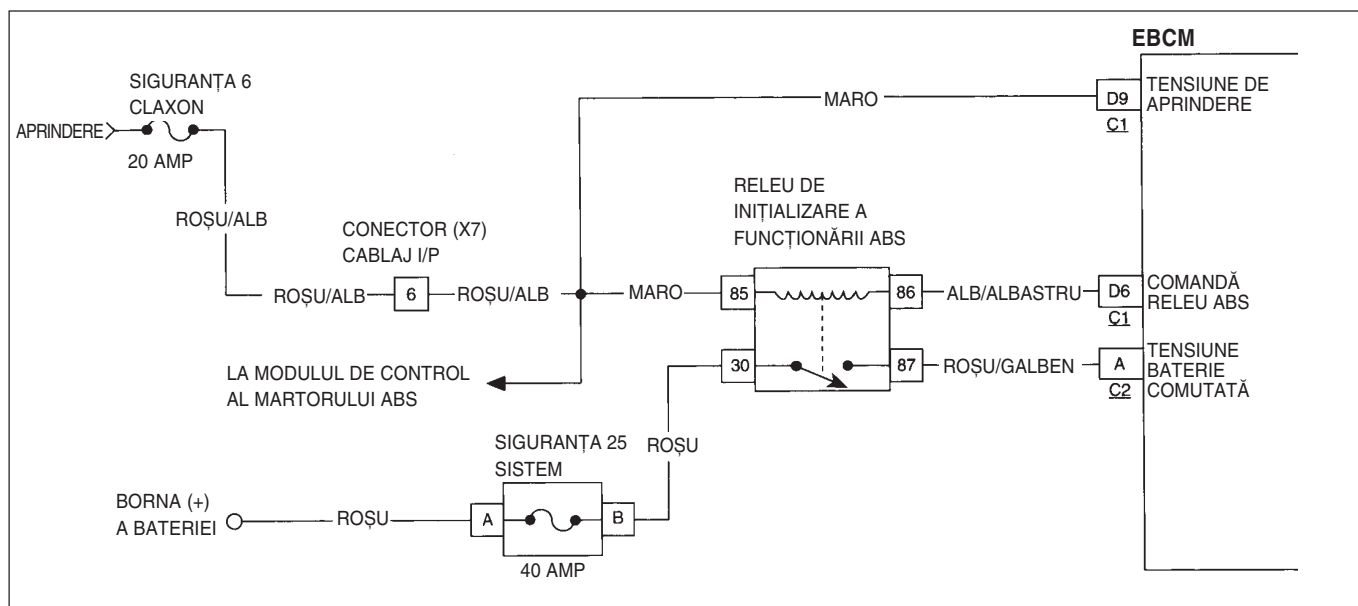 EBCM
SIGURANȚA 6
CLAXON
APRINDERE
20 AMP
MARO
D9
C1
TENSIUNE DE
APRINDERE
ROȘU/ALB
CONECTOR (X7)
CABLAJ I/P
RELEU DE
INIȚIALIZARE A
FUNCȚIONĂRII ABS
ROȘU/ALB
6
ROȘU/ALB
MARO
85
86
ALB/ALBASTRU
D6
C1
COMANDĂ
RELEU ABS
30
87
ROȘU/GALBEN
A
C2
TENSIUNE
BATERIE
COMUTATĂ
LA MODULUL DE CONTROL
AL MARTORULUI ABS
SIGURANȚA 25
SISTEM
ROȘU
BORNA (+)
A BATERIEI
ROȘU
A
B
40 AMP